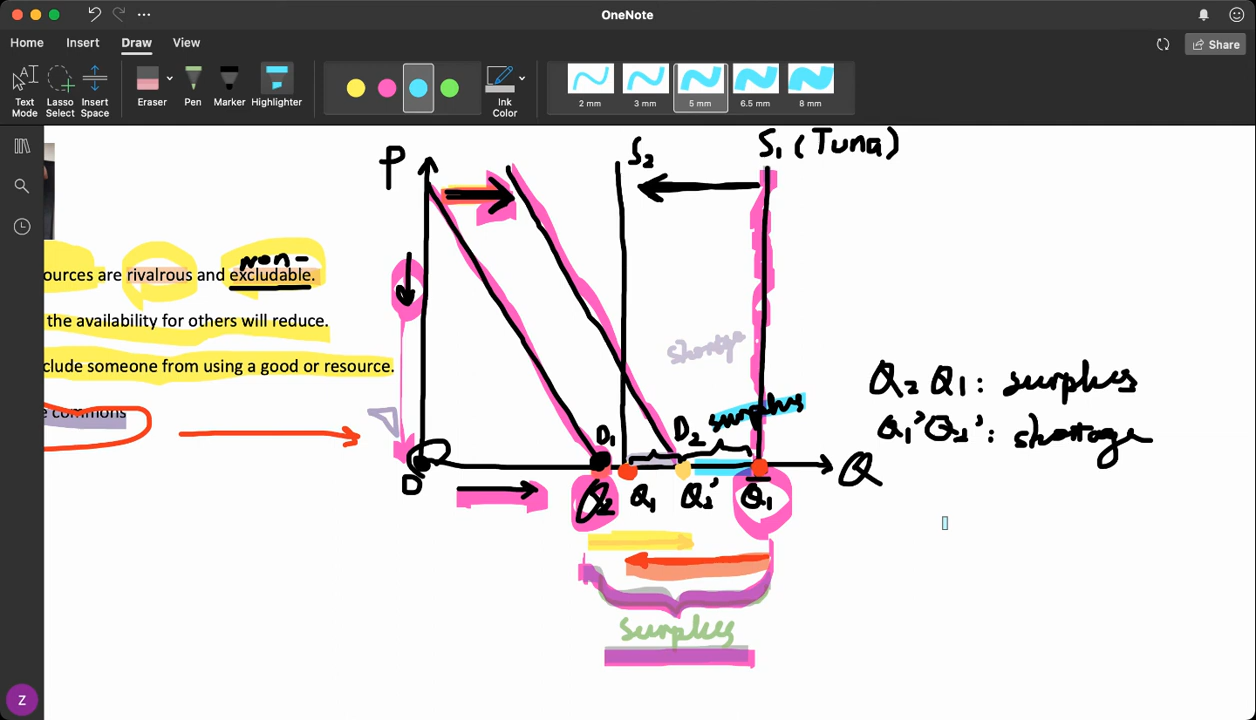 OneNote
Home Insert Draw View
Share
Text Mode
Lasso Select
Insert Space
Eraser
Pen
Marker
Highlighter
Ink Color
2 mm
3 mm
5 mm
6.5 mm
8 mm
P
S2
S1 (Tuna)
non-
ources are rivalrous and excludable.
the availability for others will reduce.
clude someone from using a good or resource.
e commons
shortge
surplus
Q2 Q1: surplus
Q1'Q2': shortage
D1
D2
Q
D
Q2
Q1
Q2'
Q1
surplus
Z